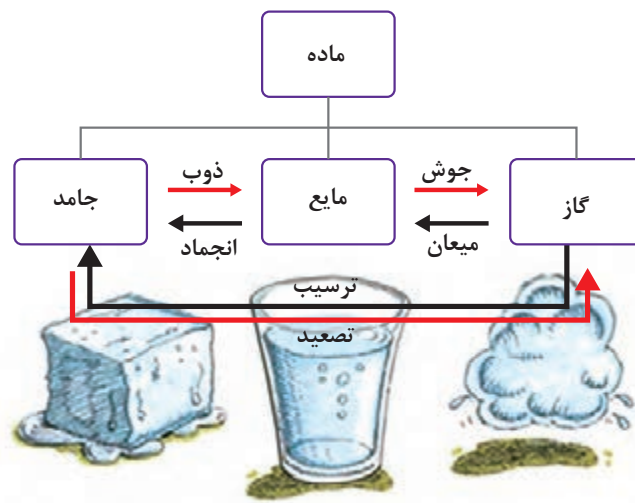 ماده
جامد
ذوب
مایع
جوش
گاز
انجماد
میعان
ترسیب
تصعید